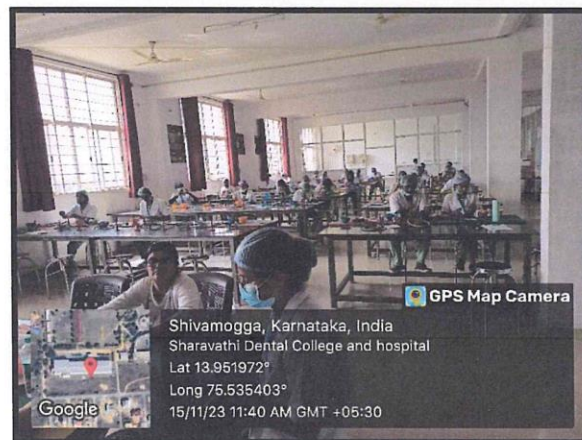 GPS Map Camera
Shivamogga, Karnataka, India
Sharavathi Dental College and hospital
Lat 13.951972°
Long 75.535403°
15/11/23 11:40 AM GMT +05:30
Google